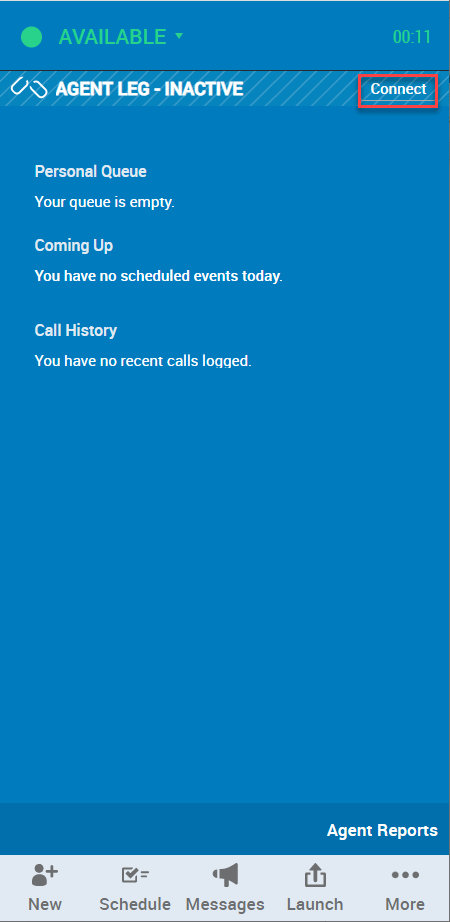 AVAILABLE 00:11
AGENT LEG - INACTIVE Connect
Personal Queue
Your queue is empty.
Coming Up
You have no scheduled events today.
Call History
You have no recent calls logged.
Agent Reports
New Schedule Messages Launch More